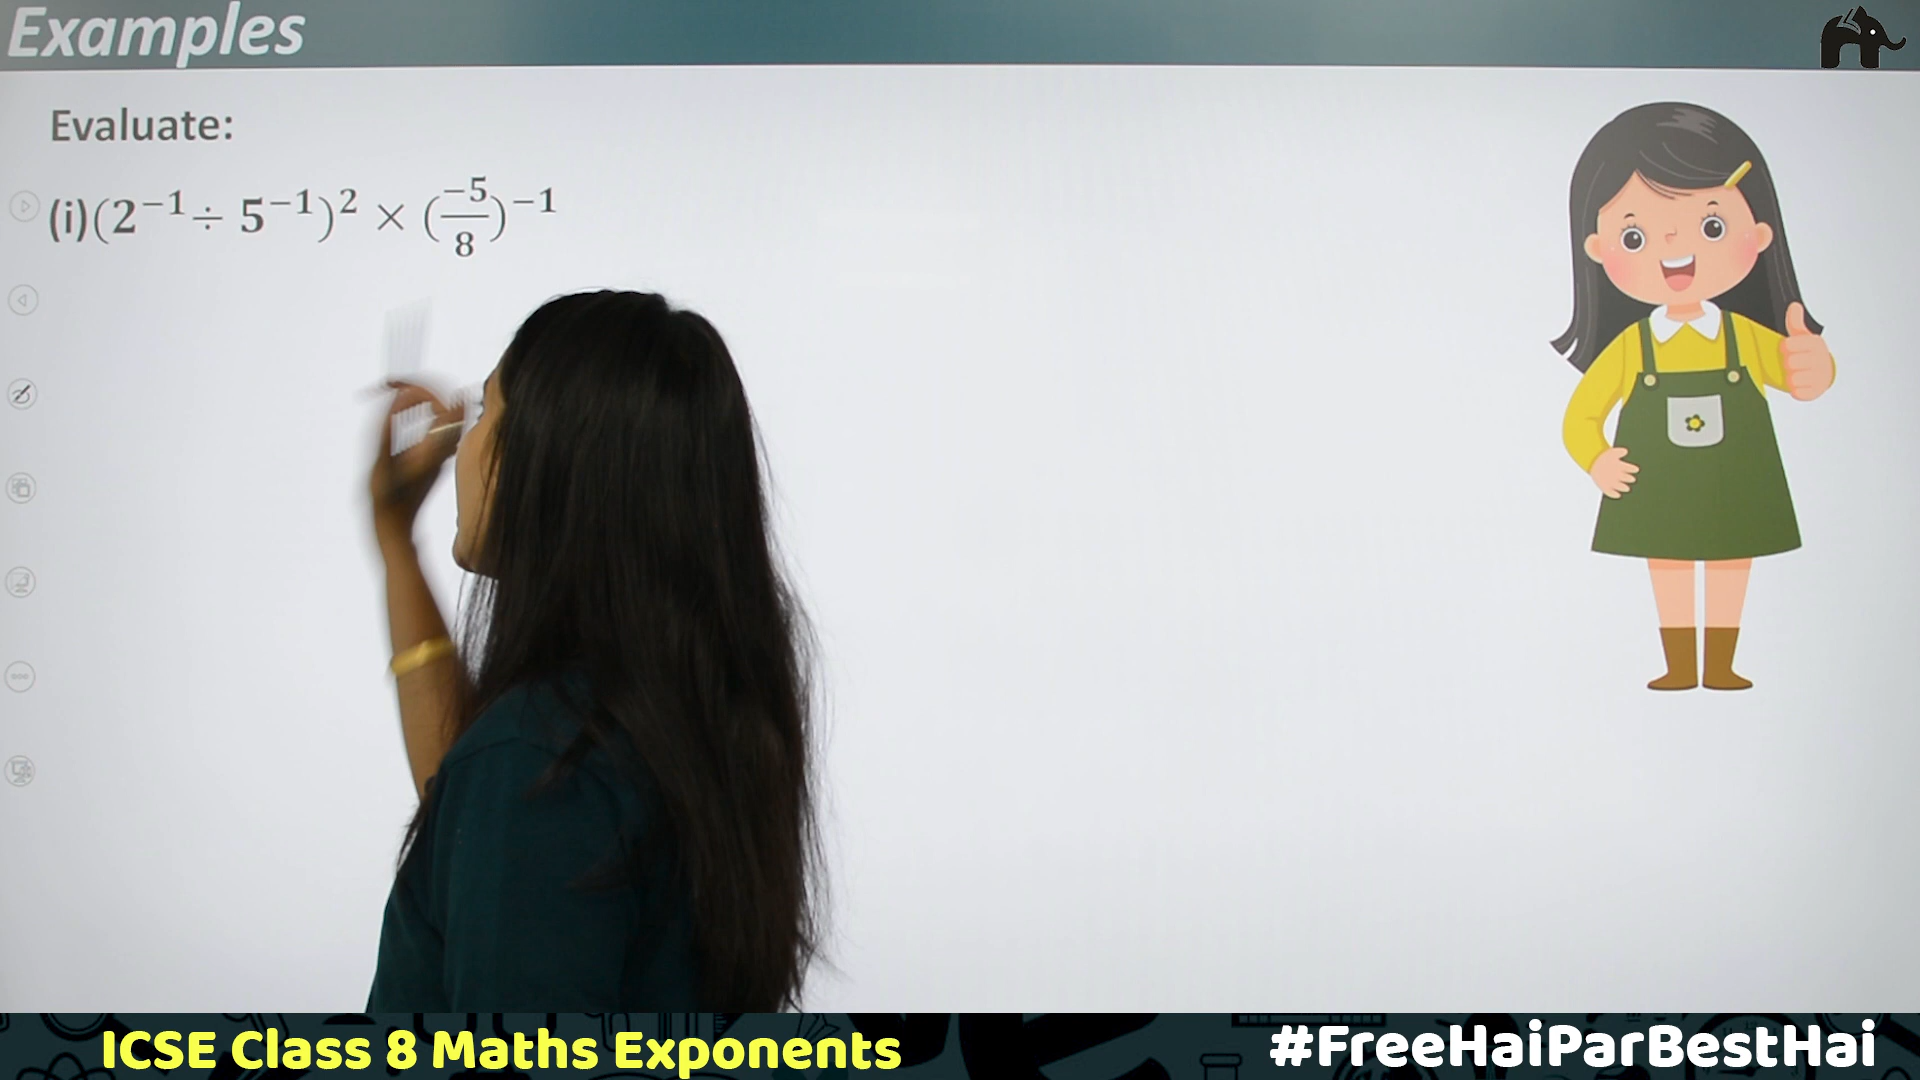 Examples
Evaluate:
(i)(2⁻¹÷ 5⁻¹)² × (−5/8)⁻¹
ICSE Class 8 Maths Exponents
#FreeHaiParBestHai